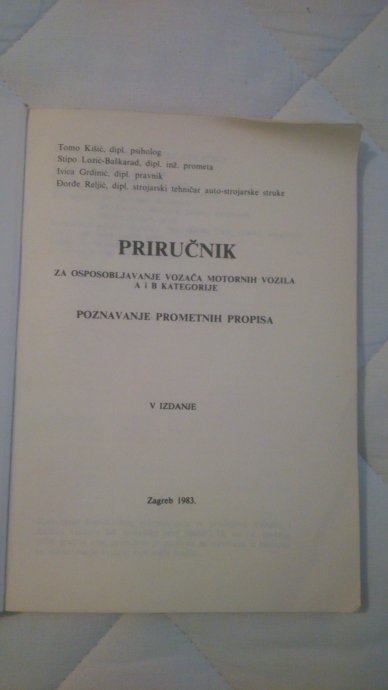 Tomo Kišić, dipl. psiholog
Stipo Lozić-Baškarad, dipl. inž. prometa
Ivica Grdinić, dipl. pravnik
Đorđe Reljić, dipl. strojarski tehničar auto-strojarske struke
PRIRUČNIK
ZA OSPOSOBLJAVANJE VOZAČA MOTORNIH VOZILA
A i B KATEGORIJE
POZNAVANJE PROMETNIH PROPISA
V IZDANJE
Zagreb 1983.